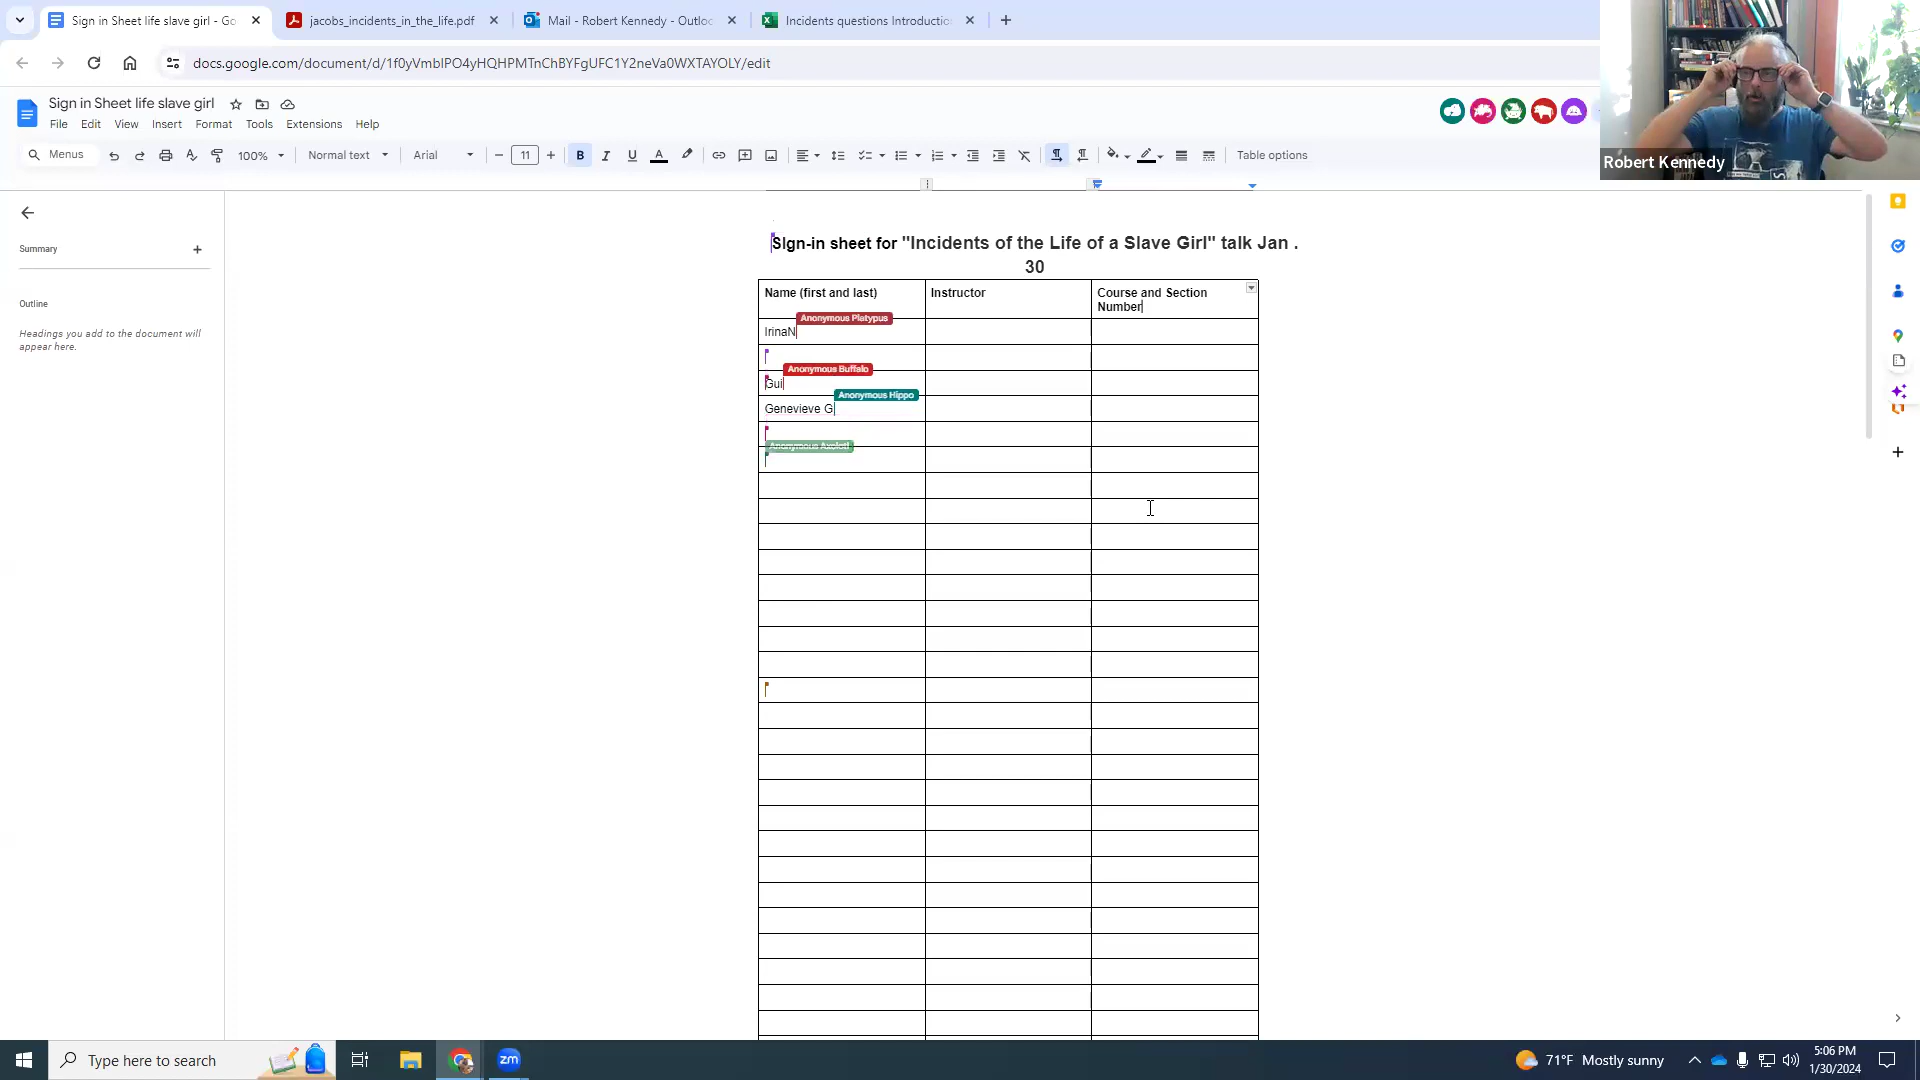 Sign in Sheet life slave girl - Go
jacobs_incidents_in_the_life.pdf
Mail - Robert Kennedy - Outloo
Incidents questions Introductio
docs.google.com/document/d/1f0yVmbIPO4yHQHPMTnChBYFgUFC1Y2neVa0WXTAYOLY/edit
Sign in Sheet life slave girl
File Edit View Insert Format Tools Extensions Help
Menus 100% Normal text Arial 11 B I U A Table options
Robert Kennedy
Summary
Outline
Headings you add to the document will
appear here.
SIgn-in sheet for "Incidents of the Life of a Slave Girl" talk Jan .
30
Name (first and last) Instructor Course and Section
Number
Anonymous Platypus
IrinaN
Anonymous Buffalo
Gui
Anonymous Hippo
Genevieve G
Anonymous Axolotl
Type here to search
zm
71°F Mostly sunny
5:06 PM
1/30/2024